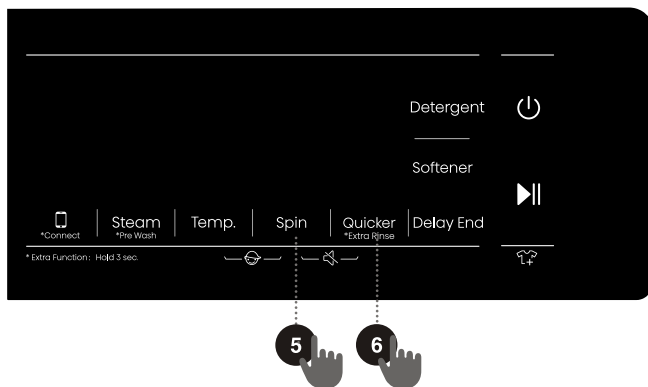 Detergent
Softener
Steam Temp. Spin Quicker Delay End
*Connect *Pre Wash *Extra Rinse
* Extra Function: Hold 3 sec.
5 6